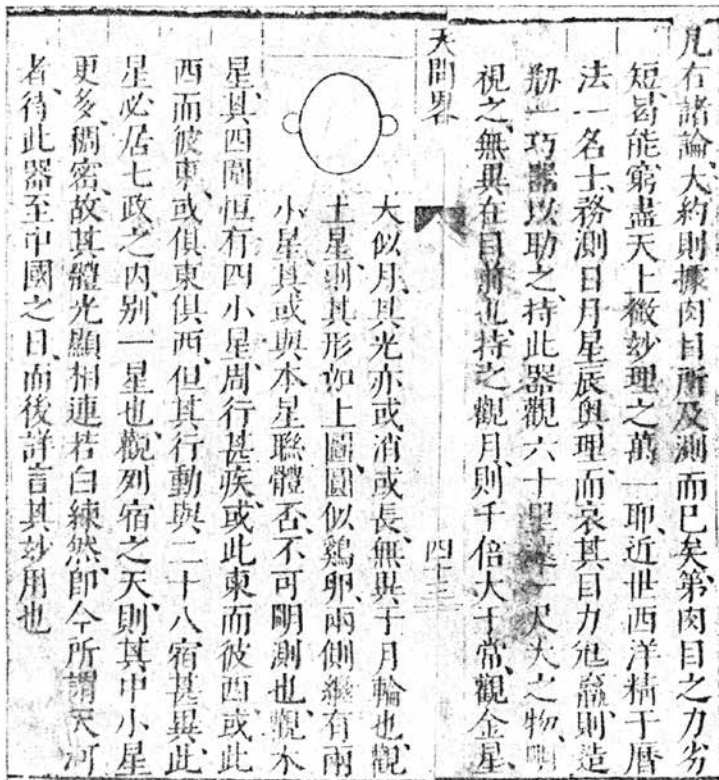 凡右諸論、大約則據肉目所及測而已矣、第肉目之力劣
短、曷能窮盡天上微妙理之萬一耶、近世西洋精于曆
法一名士、務測日月星辰奧理、而哀其目力尫羸、則造
剙一巧器以助之、持此器觀六十里遠一尺大之物、明
視之、無異在目前也、持之觀月、則千倍大于常、觀金星、
天問畧
四十三
大似月、其光亦或消或長、無異于月輪也、觀
土星、則其形如上圖、圓似鷄卵、兩側繼有兩
小星、其或與本星聯體否、不可明測也、觀木
星、其四圍恒有四小星、周行甚疾、或此東而彼西、或此
西而彼東、或俱東俱西、但其行動與、二十八宿甚異、此
星必居七政之內、别一星也、觀列宿之天、則其中小星
更多、稠密、故其體光顯相連、若白練然、卽今所謂天河
者、待此器至中國之日、而後詳言其妙用也